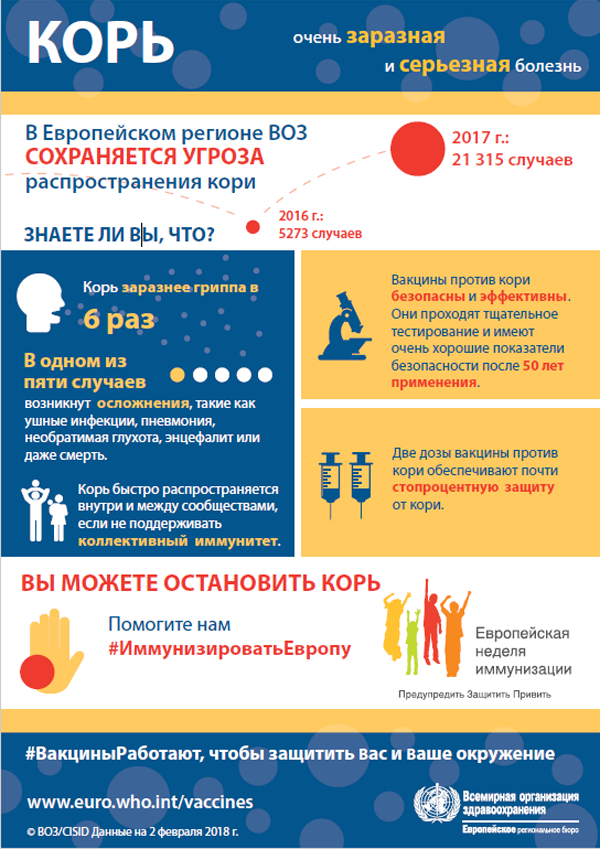 КОРЬ
очень заразная
и серьезная болезнь
В Европейском регионе ВОЗ
СОХРАНЯЕТСЯ УГРОЗА
распространения кори
2017 г.:
21 315 случаев
2016 г.:
5273 случаев
ЗНАЕТЕ ЛИ ВЫ, ЧТО?
Корь заразнее гриппа в
6 раз
В одном из
пяти случаев
возникнут осложнения, такие как
ушные инфекции, пневмония,
необратимая глухота, энцефалит или
даже смерть.
Корь быстро распространяется
внутри и между сообществами,
если не поддерживать
коллективный иммунитет.
Вакцины против кори
безопасны и эффективны.
Они проходят тщательное
тестирование и имеют
очень хорошие показатели
безопасности после 50 лет
применения.
Две дозы вакцины против
кори обеспечивают почти
стопроцентную защиту
от кори.
ВЫ МОЖЕТЕ ОСТАНОВИТЬ КОРЬ
Помогите нам
#ИммунизироватьЕвропу
Европейская
неделя
иммунизации
Предупредить Защитить Привить
#ВакциныРаботают, чтобы защитить вас и ваше окружение
www.euro.who.int/vaccines
© ВОЗ/CISID Данные на 2 февраля 2018 г.
Всемирная организация
здравоохранения
Европейское региональное бюро